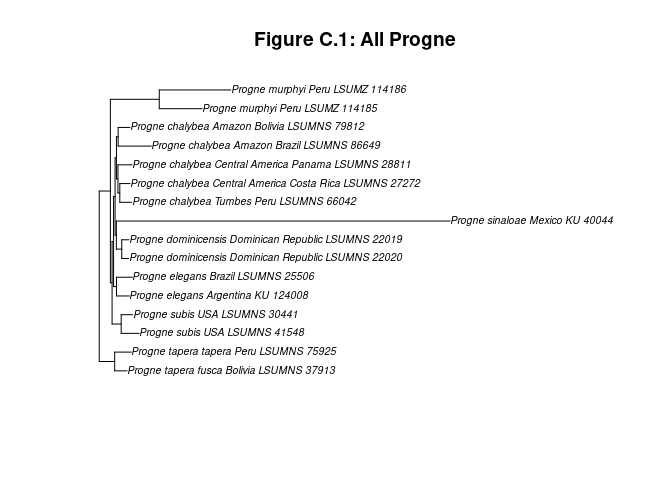 Figure C.1: All Progne
Progne murphyi Peru LSUMZ 114186
Progne murphyi Peru LSUMZ 114185
Progne chalybea Amazon Bolivia LSUMNS 79812
Progne chalybea Amazon Brazil LSUMNS 86649
Progne chalybea Central America Panama LSUMNS 28811
Progne chalybea Central America Costa Rica LSUMNS 27272
Progne chalybea Tumbes Peru LSUMNS 66042
Progne sinaloae Mexico KU 40044
Progne dominicensis Dominican Republic LSUMNS 22019
Progne dominicensis Dominican Republic LSUMNS 22020
Progne elegans Brazil LSUMNS 25506
Progne elegans Argentina KU 124008
Progne subis USA LSUMNS 30441
Progne subis USA LSUMNS 41548
Progne tapera tapera Peru LSUMNS 75925
Progne tapera fusca Bolivia LSUMNS 37913